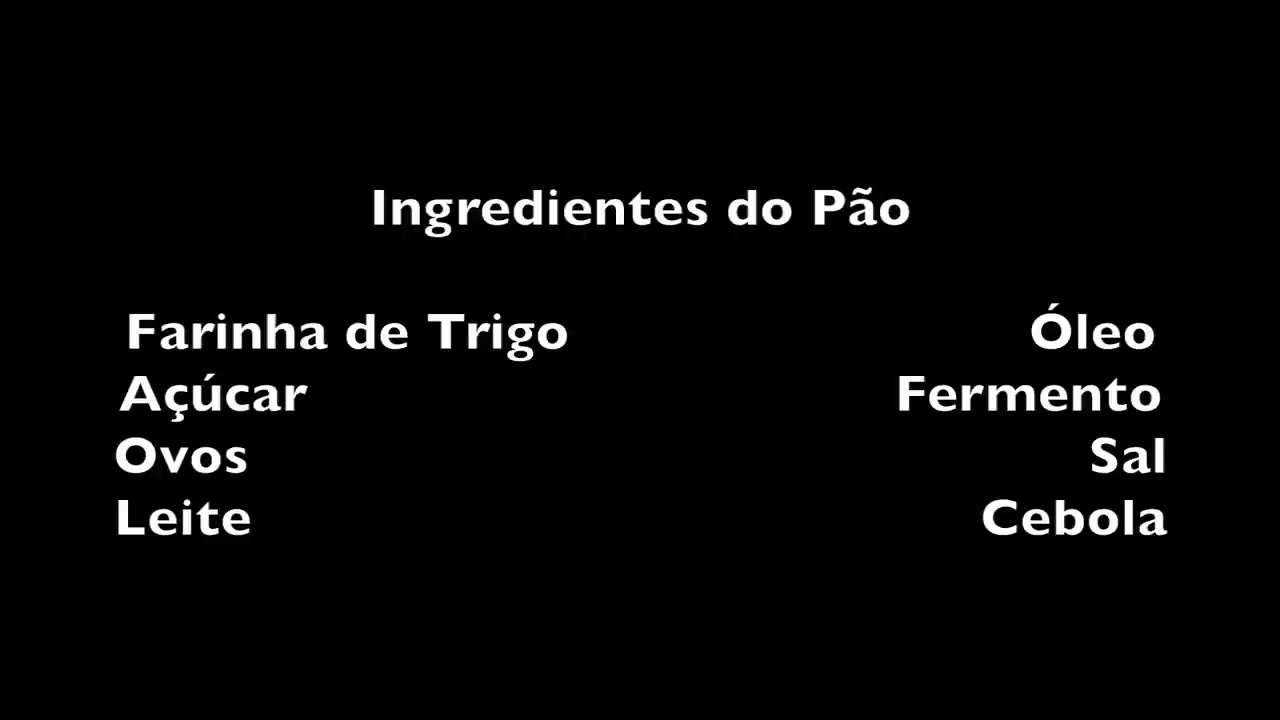 Ingredientes do Pão
Farinha de Trigo Óleo
Açúcar Fermento
Ovos Sal
Leite Cebola